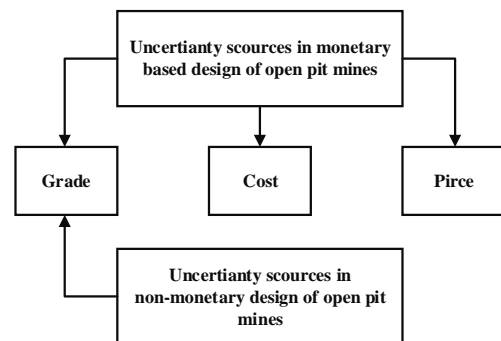 Uncertianty scources in monetary
based design of open pit mines
Grade
Cost
Pirce
Uncertianty scources in
non-monetary design of open pit
mines